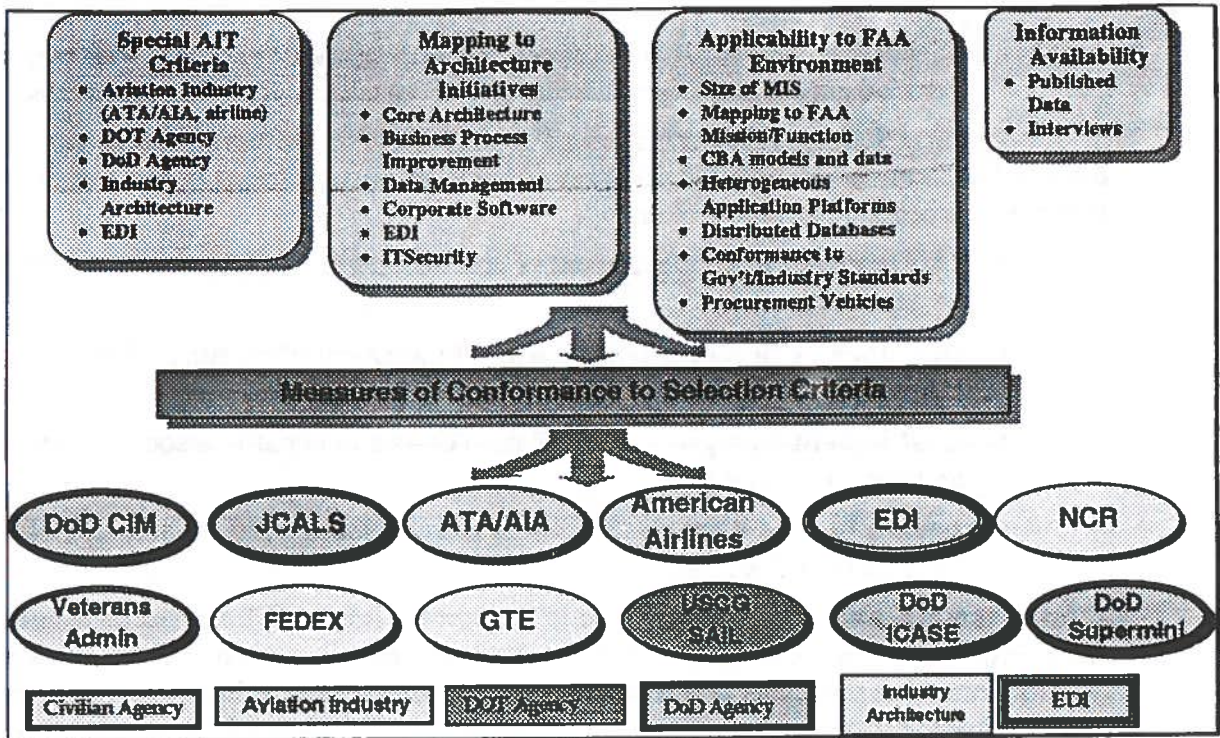 Special AIT
Criteria
• Aviation Industry
(ATA/AIA, airline)
• DOT Agency
• DoD Agency
• Industry
Architecture
• EDI
Mapping to
Architecture
Initiatives
• Core Architecture
• Business Process
Improvement
• Data Management
• Corporate Software
• EDI
• ITSecurity
Applicability to FAA
Environment
• Size of MIS
• Mapping to FAA
Mission/Function
• CBA models and data
• Heterogeneous
Application Platforms
• Distributed Databases
• Conformance to
Gov't/Industry Standards
• Procurement Vehicles
Information
Availability
• Published
Data
• Interviews
Measures of Conformance to Selection Criteria
DoD CIM
JCALS
ATA/AIA
American
Airlines
EDI
NCR
Veterans
Admin
FEDEX
GTE
USCG
SAIL
DoD
ICASE
DoD
Supermini
Civilian Agency
Aviation Industry
DOT Agency
DoD Agency
Industry
Architecture
EDI